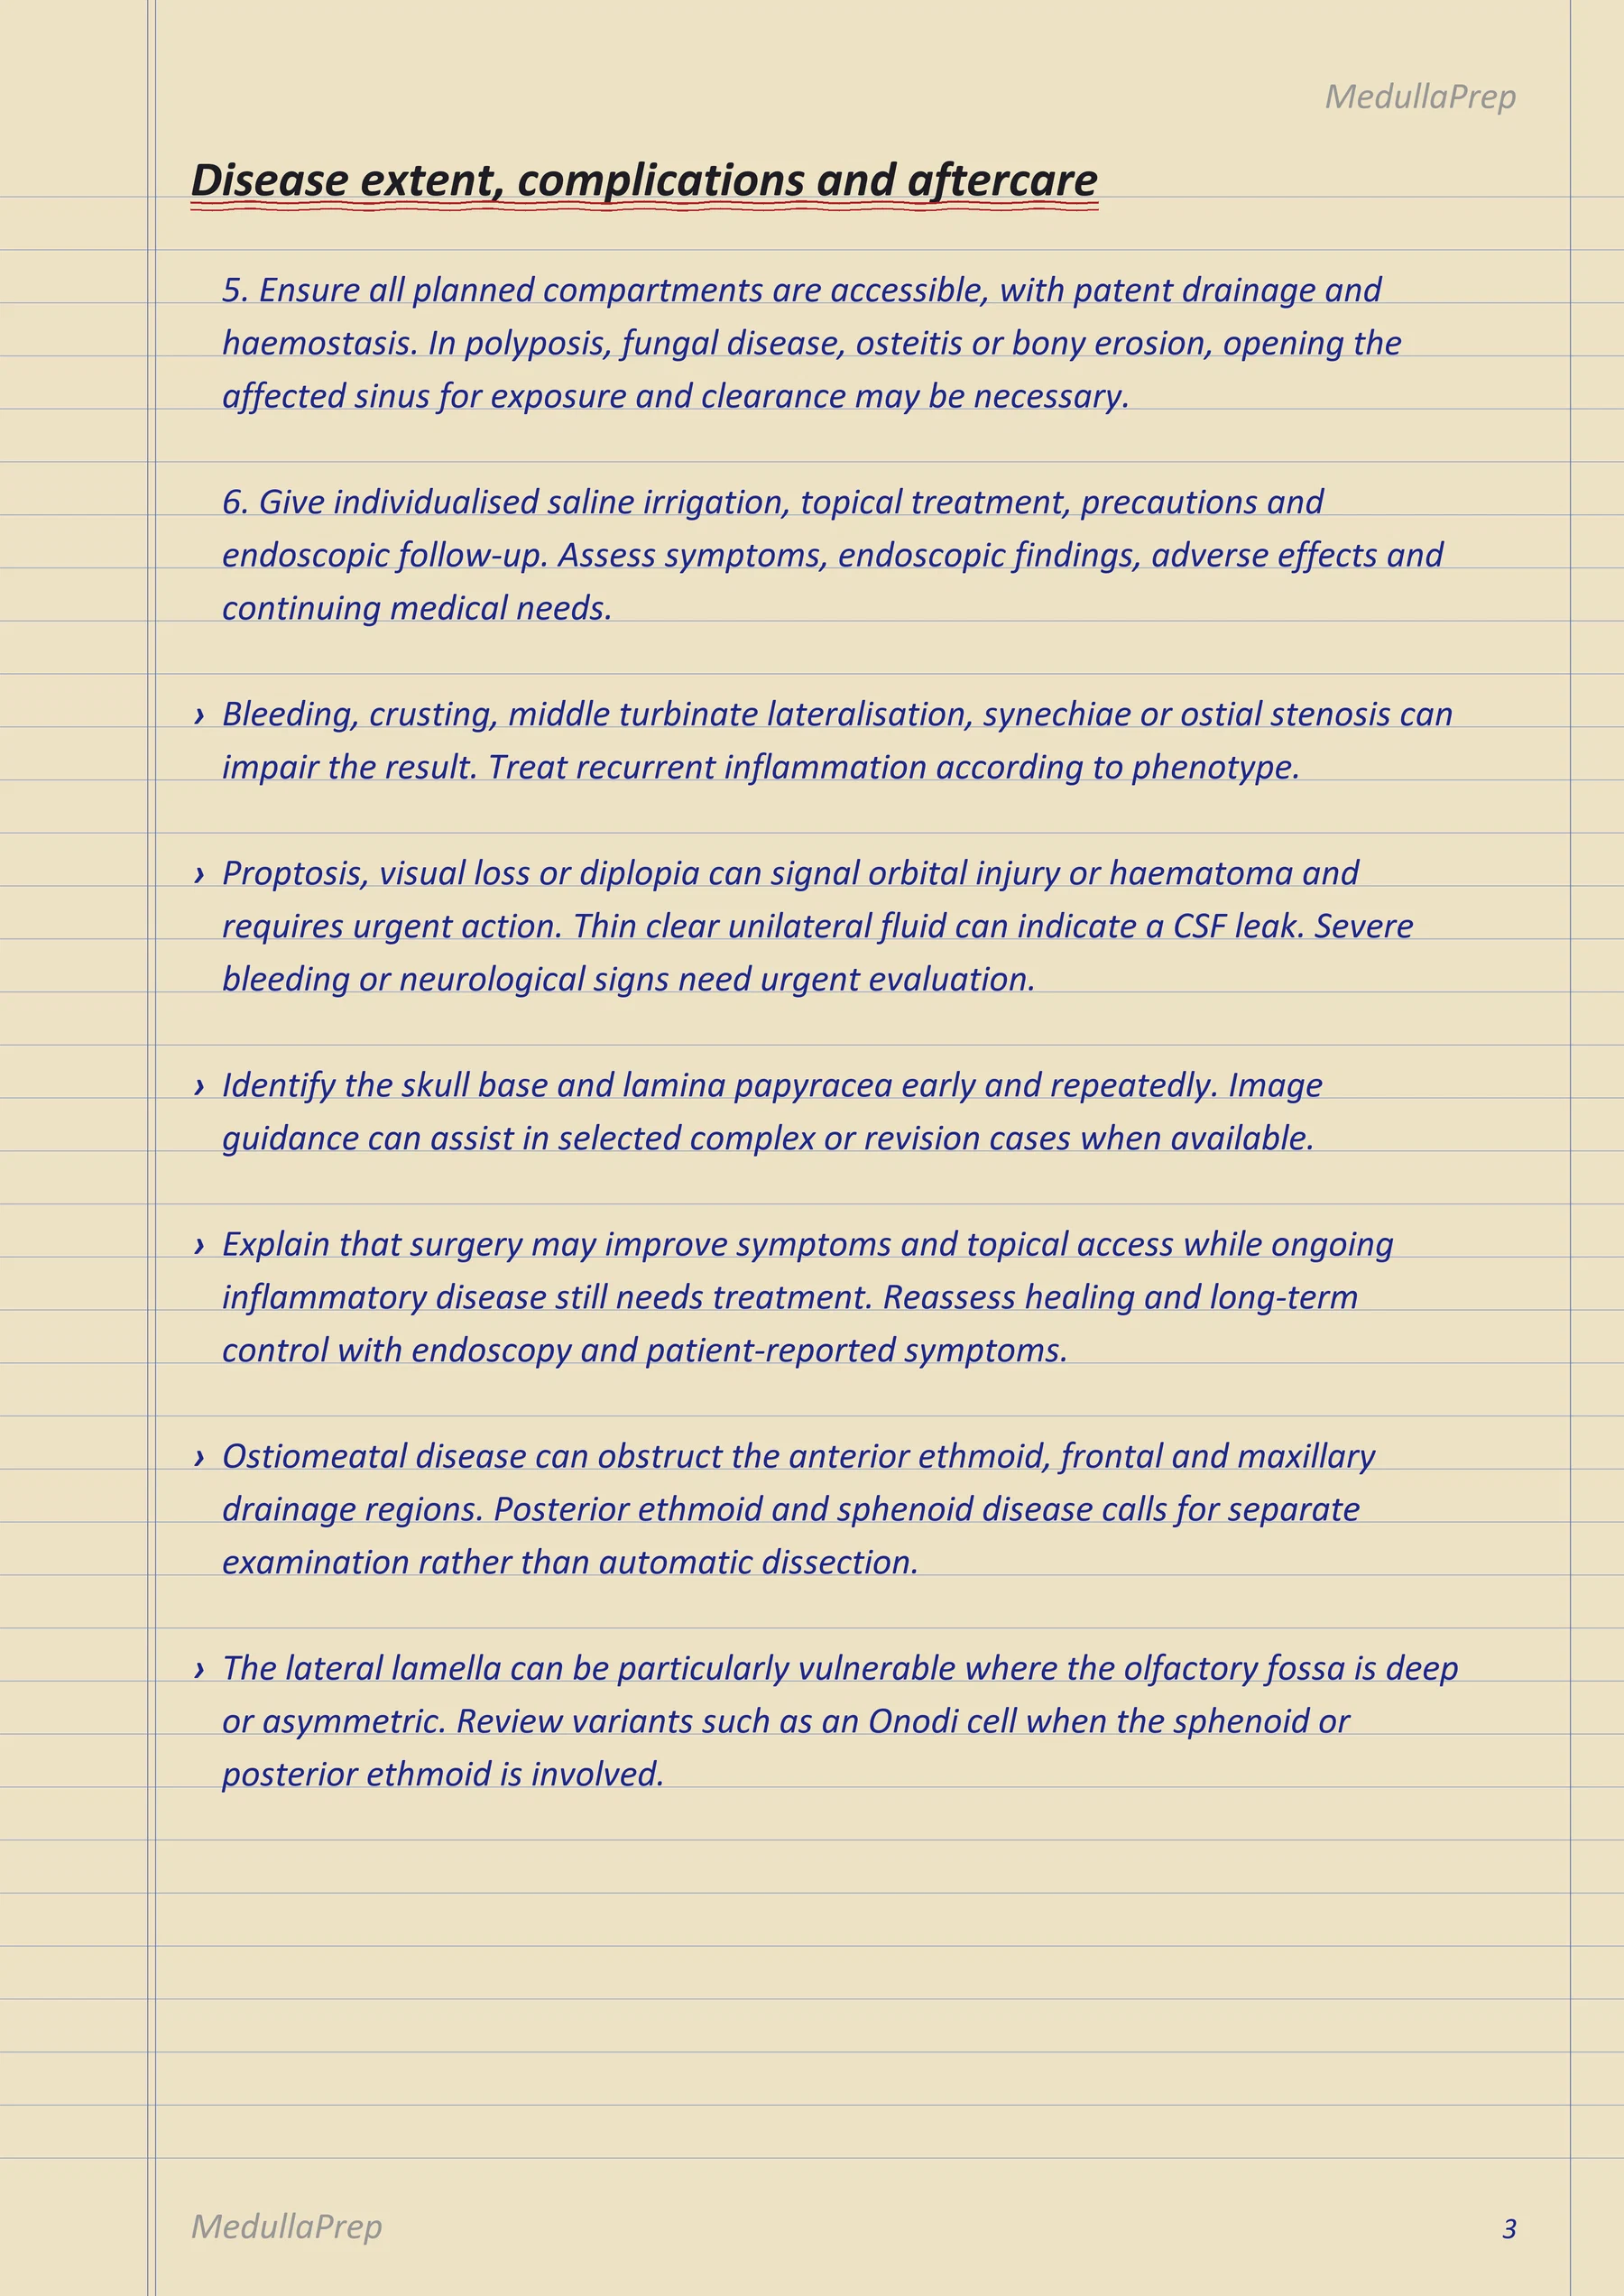 MedullaPrep
Disease extent, complications and aftercare
5. Ensure all planned compartments are accessible, with patent drainage and
haemostasis. In polyposis, fungal disease, osteitis or bony erosion, opening the
affected sinus for exposure and clearance may be necessary.
6. Give individualised saline irrigation, topical treatment, precautions and
endoscopic follow-up. Assess symptoms, endoscopic findings, adverse effects and
continuing medical needs.
› Bleeding, crusting, middle turbinate lateralisation, synechiae or ostial stenosis can
impair the result. Treat recurrent inflammation according to phenotype.
› Proptosis, visual loss or diplopia can signal orbital injury or haematoma and
requires urgent action. Thin clear unilateral fluid can indicate a CSF leak. Severe
bleeding or neurological signs need urgent evaluation.
› Identify the skull base and lamina papyracea early and repeatedly. Image
guidance can assist in selected complex or revision cases when available.
› Explain that surgery may improve symptoms and topical access while ongoing
inflammatory disease still needs treatment. Reassess healing and long-term
control with endoscopy and patient-reported symptoms.
› Ostiomeatal disease can obstruct the anterior ethmoid, frontal and maxillary
drainage regions. Posterior ethmoid and sphenoid disease calls for separate
examination rather than automatic dissection.
› The lateral lamella can be particularly vulnerable where the olfactory fossa is deep
or asymmetric. Review variants such as an Onodi cell when the sphenoid or
posterior ethmoid is involved.
MedullaPrep
3